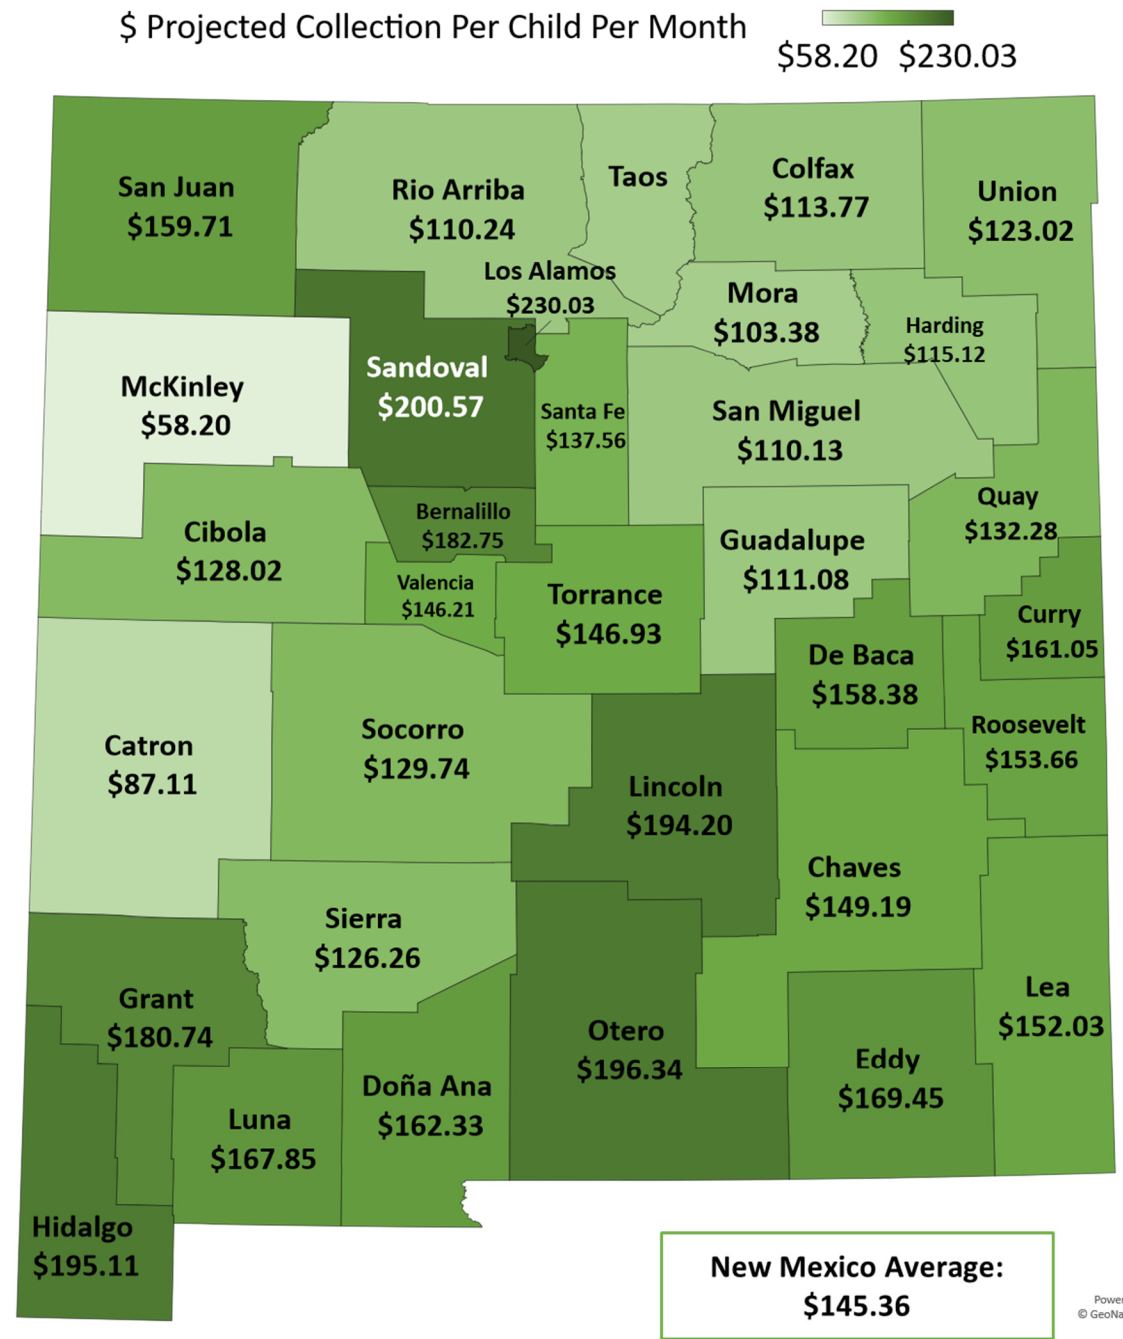 $ Projected Collection Per Child Per Month
$58.20 $230.03
San Juan
$159.71
Rio Arriba
$110.24
Taos
Colfax
$113.77
Union
$123.02
Los Alamos
$230.03
Mora
$103.38
Harding
$115.12
McKinley
$58.20
Sandoval
$200.57
Santa Fe
$137.56
San Miguel
$110.13
Quay
$132.28
Cibola
$128.02
Bernalillo
$182.75
Valencia
$146.21
Torrance
$146.93
Guadalupe
$111.08
Curry
$161.05
De Baca
$158.38
Roosevelt
$153.66
Catron
$87.11
Socorro
$129.74
Lincoln
$194.20
Chaves
$149.19
Sierra
$126.26
Grant
$180.74
Otero
$196.34
Lea
$152.03
Eddy
$169.45
Doña Ana
$162.33
Luna
$167.85
Hidalgo
$195.11
New Mexico Average:
$145.36
Power
© GeoNa